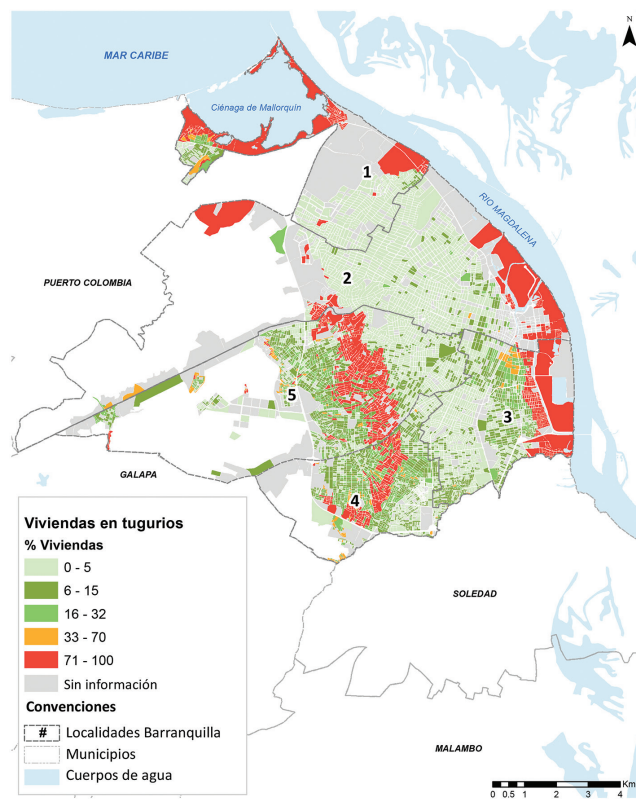 N
MAR CARIBE
Ciénaga de Mallorquín
1
RIO MAGDALENA
2
PUERTO COLOMBIA
5
3
GALAPA
4
Viviendas en tugurios
% Viviendas
0 - 5
6 - 15
16 - 32
33 - 70
71 - 100
Sin información
Convenciones
# Localidades Barranquilla
Municipios
Cuerpos de agua
SOLEDAD
MALAMBO
Km
0 0.5 1 2 3 4